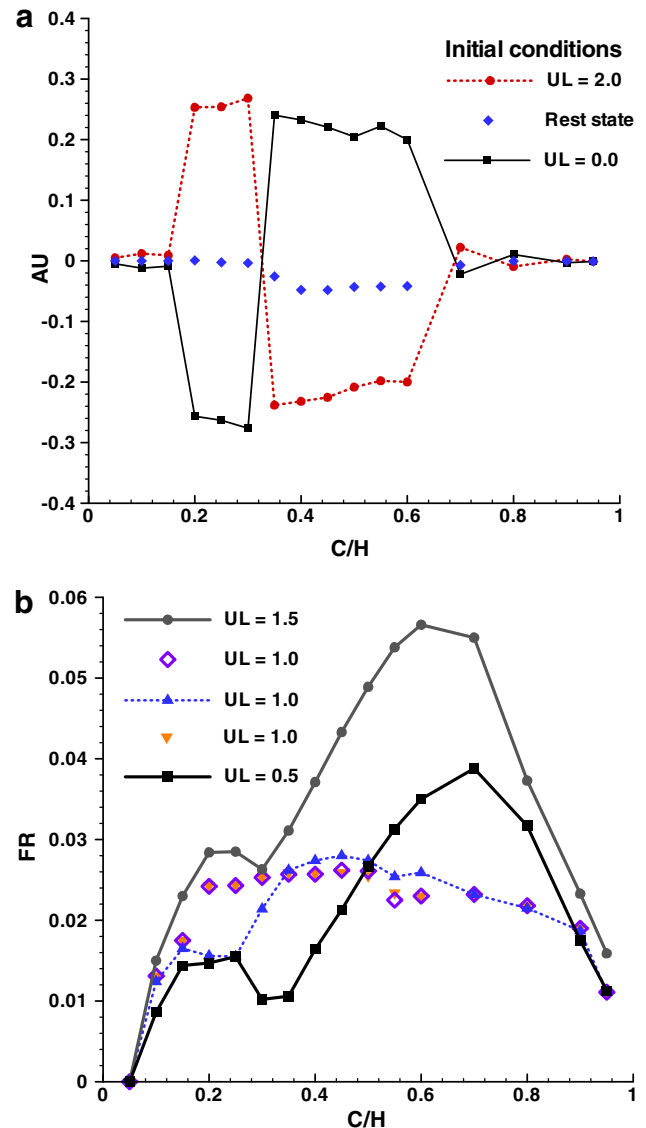 a
0.4
0.3
0.2
0.1
0
-0.1
-0.2
-0.3
-0.4
AU
Initial conditions
UL = 2.0
Rest state
UL = 0.0
0 0.2 0.4 0.6 0.8 1
C/H
b
0.06
0.05
0.04
0.03
0.02
0.01
0
FR
UL = 1.5
UL = 1.0
UL = 1.0
UL = 1.0
UL = 0.5
0 0.2 0.4 0.6 0.8 1
C/H